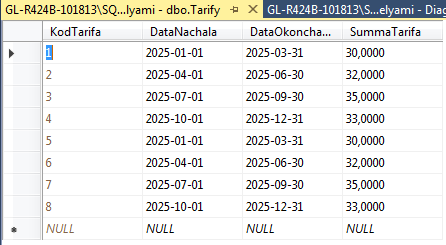 GL-R424B-101813\SQ...lyami - dbo.Tarify GL-R424B-101813\S...elyami - Diag
KodTarifa DataNachala DataOkoncha... SummaTarifa
1 2025-01-01 2025-03-31 30,0000
2 2025-04-01 2025-06-30 32,0000
3 2025-07-01 2025-09-30 35,0000
4 2025-10-01 2025-12-31 33,0000
5 2025-01-01 2025-03-31 30,0000
6 2025-04-01 2025-06-30 32,0000
7 2025-07-01 2025-09-30 35,0000
8 2025-10-01 2025-12-31 33,0000
NULL NULL NULL NULL